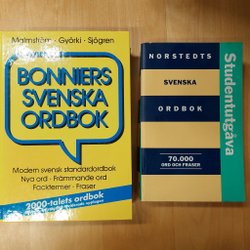 Malmström · Györki · Sjögren
BONNIERS
SVENSKA
ORDBOK
Modern svensk standardordbok
Nya ord · Främmande ord
Facktermer · Fraser
2000-talets ordbok
NORSTEDTS
SVENSKA
ORDBOK
70.000
ORD OCH FRASER
Studentutgåva